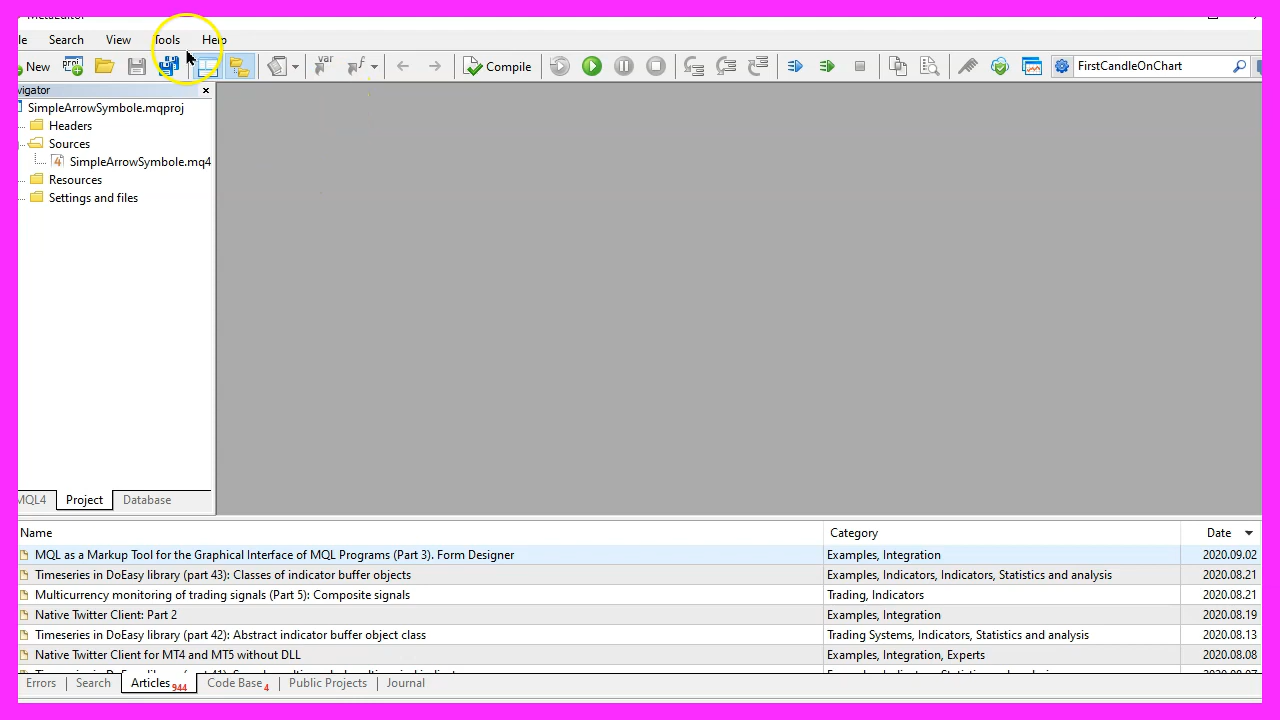 MetaEditor
le Search View Tools Help
New var Compile FirstCandleOnChart
vigator
SimpleArrowSymbole.mqproj
Headers
Sources
SimpleArrowSymbole.mq4
Resources
Settings and files
MQL4 Project Database
Name Category Date
MQL as a Markup Tool for the Graphical Interface of MQL Programs (Part 3). Form Designer Examples, Integration 2020.09.02
Timeseries in DoEasy library (part 43): Classes of indicator buffer objects Examples, Indicators, Indicators, Statistics and analysis 2020.08.21
Multicurrency monitoring of trading signals (Part 5): Composite signals Trading, Indicators 2020.08.21
Native Twitter Client: Part 2 Examples, Integration 2020.08.19
Timeseries in DoEasy library (part 42): Abstract indicator buffer object class Trading Systems, Indicators, Statistics and analysis 2020.08.13
Native Twitter Client for MT4 and MT5 without DLL Examples, Integration, Experts 2020.08.08
Errors Search Articles 944 Code Base 4 Public Projects Journal